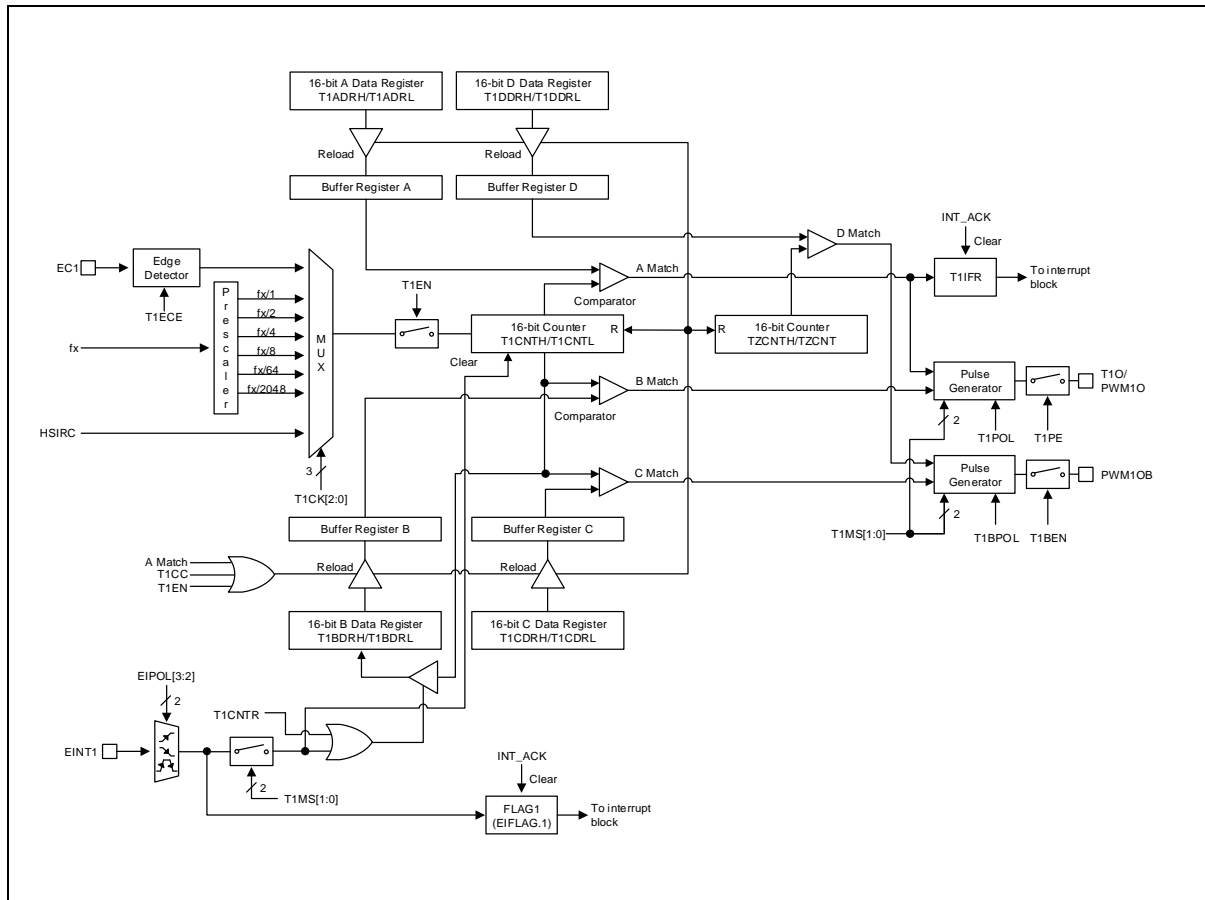 16-bit A Data Register
T1ADRH/T1ADRL
16-bit D Data Register
T1DDRH/T1DDRL
Reload
Reload
Buffer Register A
Buffer Register D
INT_ACK
Clear
D Match
EC1
Edge
Detector
A Match
T1IFR
To interrupt
block
T1ECE
Prescaler
fx/1
fx/2
fx/4
fx/8
fx/64
fx/2048
fx
MUX
T1EN
Comparator
16-bit Counter
T1CNTH/T1CNTL
R
R
16-bit Counter
TZCNTH/TZCNT
Clear
B Match
Comparator
Pulse
Generator
T1O/
PWM1O
2
T1POL
T1PE
HSIRC
3
T1CK[2:0]
C Match
Pulse
Generator
PWM1OB
2
T1MS[1:0]
T1BPOL
T1BEN
Buffer Register B
Buffer Register C
A Match
T1CC
T1EN
Reload
Reload
16-bit B Data Register
T1BDRH/T1BDRL
16-bit C Data Register
T1CDRH/T1CDRL
EIPOL[3:2]
2
T1CNTR
EINT1
2
T1MS[1:0]
INT_ACK
Clear
FLAG1
(EIFLAG.1)
To interrupt
block